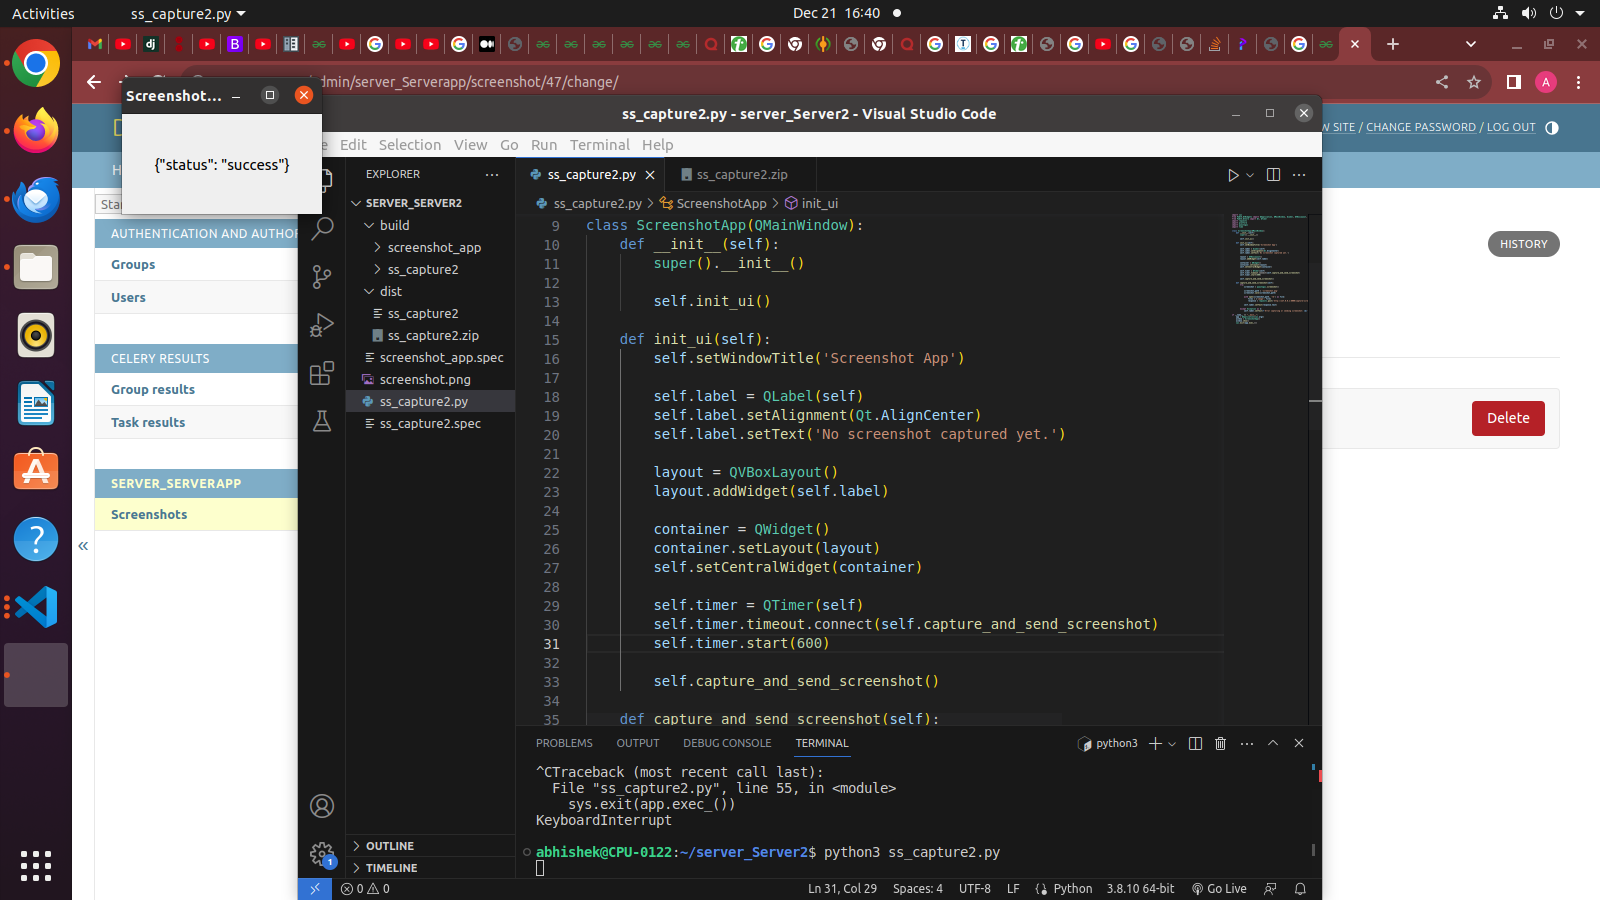 Activities
ss_capture2.py
Dec 21 16:40
dmin/server_Serverapp/screenshot/47/change/
A
Screenshot...
{"status": "success"}
ss_capture2.py - server_Server2 - Visual Studio Code
Edit Selection View Go Run Terminal Help
W SITE / CHANGE PASSWORD / LOG OUT
HISTORY
Delete
AUTHENTICATION AND AUTHOR
Groups
Users
CELERY RESULTS
Group results
Task results
SERVER_SERVERAPP
Screenshots
«
EXPLORER
SERVER_SERVER2
build
screenshot_app
ss_capture2
dist
ss_capture2
ss_capture2.zip
screenshot_app.spec
screenshot.png
ss_capture2.py
ss_capture2.spec
OUTLINE
TIMELINE
ss_capture2.py
ss_capture2.zip
ss_capture2.py > ScreenshotApp > init_ui
9 class ScreenshotApp(QMainWindow):
10 def __init__(self):
11 super().__init__()
12
13 self.init_ui()
14
15 def init_ui(self):
16 self.setWindowTitle('Screenshot App')
17
18 self.label = QLabel(self)
19 self.label.setAlignment(Qt.AlignCenter)
20 self.label.setText('No screenshot captured yet.')
21
22 layout = QVBoxLayout()
23 layout.addWidget(self.label)
24
25 container = QWidget()
26 container.setLayout(layout)
27 self.setCentralWidget(container)
28
29 self.timer = QTimer(self)
30 self.timer.timeout.connect(self.capture_and_send_screenshot)
31 self.timer.start(600)
32
33 self.capture_and_send_screenshot()
34
35 def capture_and_send_screenshot(self):
PROBLEMS OUTPUT DEBUG CONSOLE TERMINAL
python3
^CTraceback (most recent call last):
File "ss_capture2.py", line 55, in <module>
sys.exit(app.exec_())
KeyboardInterrupt
abhishek@CPU-0122:~/server_Server2$ python3 ss_capture2.py
1
0 0
Ln 31, Col 29 Spaces: 4 UTF-8 LF Python 3.8.10 64-bit Go Live